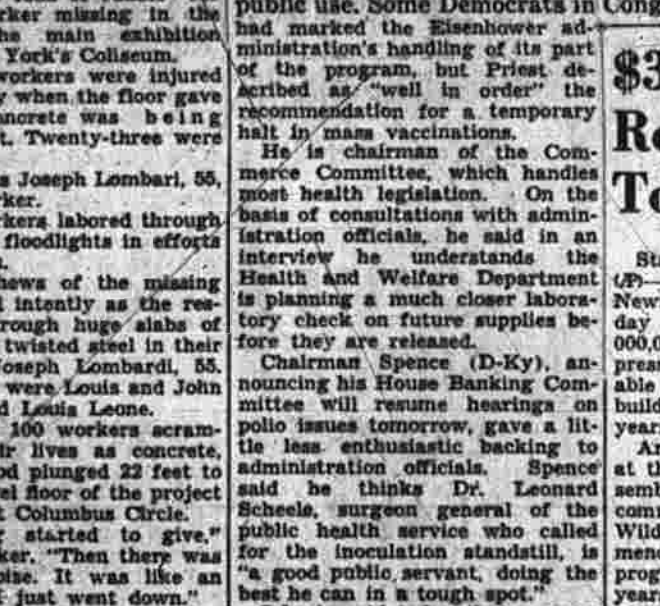 rker missing in the
he main exhibition
York's Coliseum.
workers were injured
y when the floor gave
ncrete was being
t. Twenty-three were
s Joseph Lombari, 55,
rker.
rkers labored through
floodlights in efforts
s.
hews of the missing
l intently as the res-
rough huge slabs of
twisted steel in their
Joseph Lombardi, 55.
were Louis and John
d Louis Leone.
100 workers scram-
ir lives as concrete,
od plunged 22 feet to
el floor of the project
t Columbus Circle.
started to give,"
ker. "Then there was
oise. It was like an
just went down."
public use. Some Democrats in Cong
had marked the Eisenhower ad-
ministration's handling of its part
of the program, but Priest de-
scribed as "well in order" the
recommendation for a temporary
halt in mass vaccinations.
He is chairman of the Com-
merce Committee, which handles
most health legislation. On the
basis of consultations with admin-
istration officials, he said in an
interview he understands the
Health and Welfare Department
is planning a much closer labora-
tory check on future supplies be-
fore they are released.
Chairman Spence (D-Ky), an-
nouncing his House Banking Com-
mittee will resume hearings on
polio issues tomorrow, gave a lit-
tle less enthusiastic backing to
administration officials. Spence
said he thinks Dr. Leonard
Scheele, surgeon general of the
public health service who called
for the inoculation standstill, is
"a good public servant, doing the
best he can in a tough spot."
$3
Re
To
Sta
(AP)—
New
day
000,0
press
able
build
year
An
at th
semb
comm
Wild
mend
prog
years